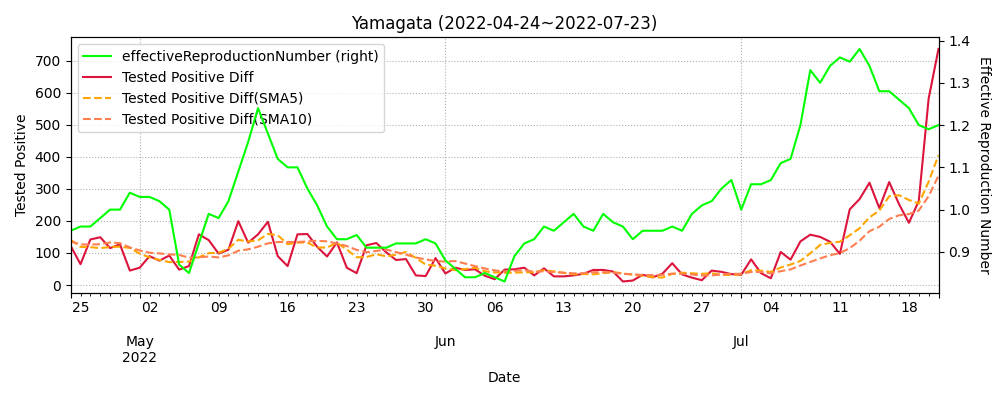 Yamagata (2022-04-24~2022-07-23)
effectiveReproductionNumber (right)
Tested Positive Diff
Tested Positive Diff(SMA5)
Tested Positive Diff(SMA10)
Tested Positive
700
600
500
400
300
200
100
0
1.4
1.3
1.2
1.1
1.0
0.9
Effective Reproduction Number
25 02 09 16 23 30 06 13 20 27 04 11 18
May Jun Jul
2022
Date